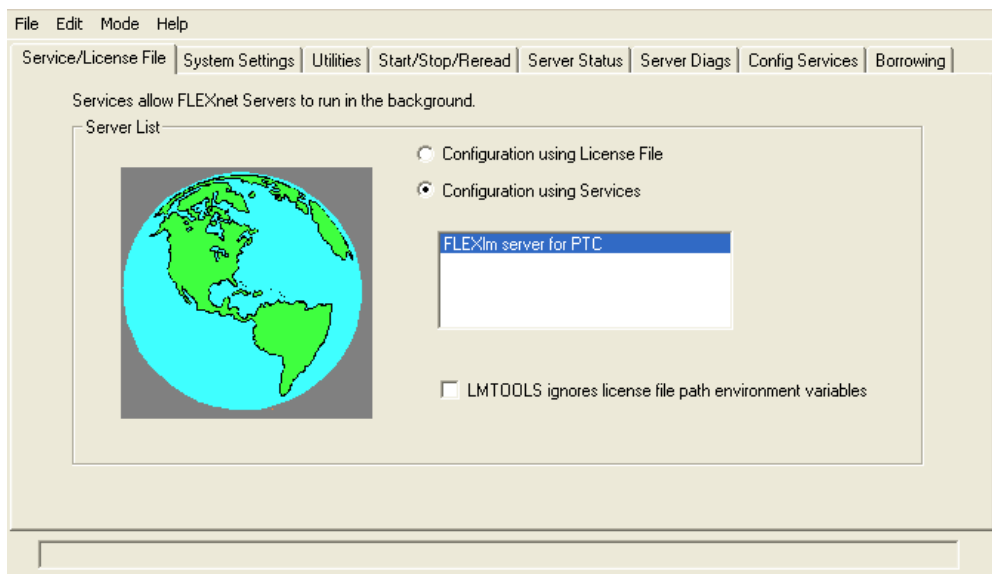 File Edit Mode Help
Service/License File System Settings Utilities Start/Stop/Reread Server Status Server Diags Config Services Borrowing
Services allow FLEXnet Servers to run in the background.
Server List
Configuration using License File
Configuration using Services
FLEXlm server for PTC
LMTOOLS ignores license file path environment variables